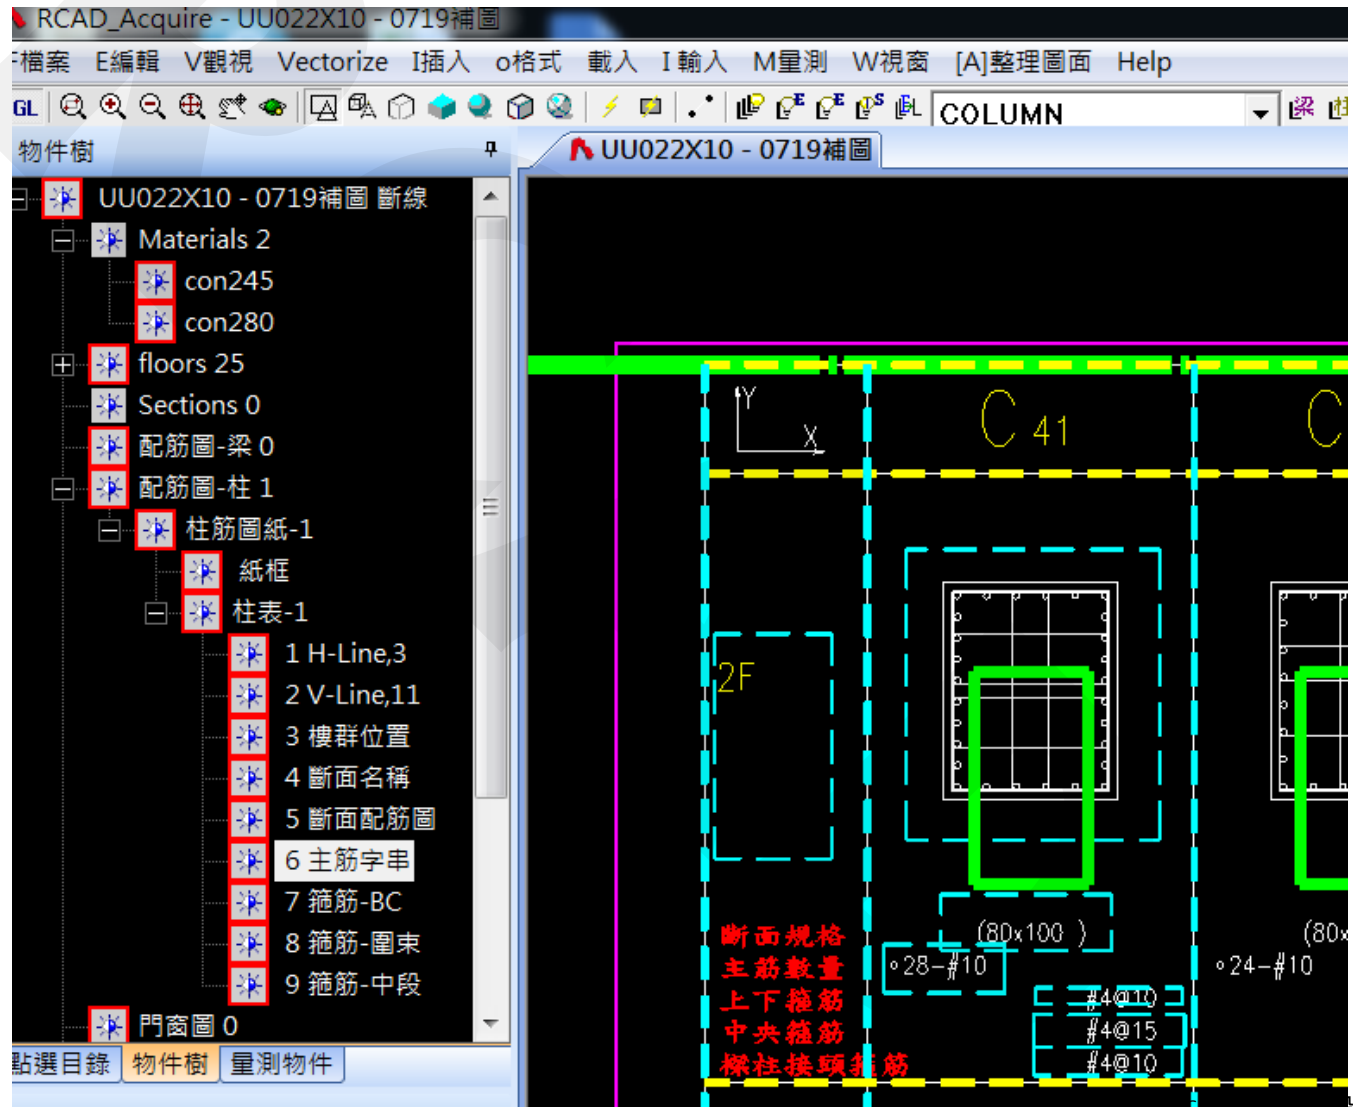 RCAD_Acquire - UU022X10 - 0719補圖
F檔案 E編輯 V觀視 Vectorize I插入 o格式 載入 I 輸入 M量測 W視窗 [A]整理圖面 Help
GL COLUMN 梁 柱
物件樹
UU022X10 - 0719補圖
UU022X10 - 0719補圖 斷線
Materials 2
con245
con280
floors 25
Sections 0
配筋圖-梁 0
配筋圖-柱 1
柱筋圖紙-1
紙框
柱表-1
1 H-Line,3
2 V-Line,11
3 樓群位置
4 斷面名稱
5 斷面配筋圖
6 主筋字串
7 箍筋-BC
8 箍筋-圍束
9 箍筋-中段
門窗圖 0
點選目錄 物件樹 量測物件
Y
X
C 41
C
2F
斷面規格 (80x100 ) (80x
主筋數量 28-#10 24-#10
上下箍筋 #4@10
中央箍筋 #4@15
樑柱接頭箍筋 #4@10